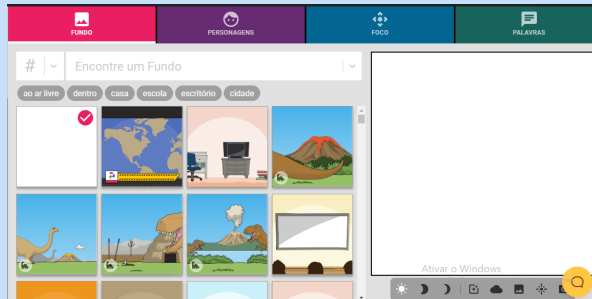 FUNDO
PERSONAGENS
FOCO
PALAVRAS
# Encontre um Fundo
ao ar livre dentro casa escola escritório cidade
Ativar o Windows